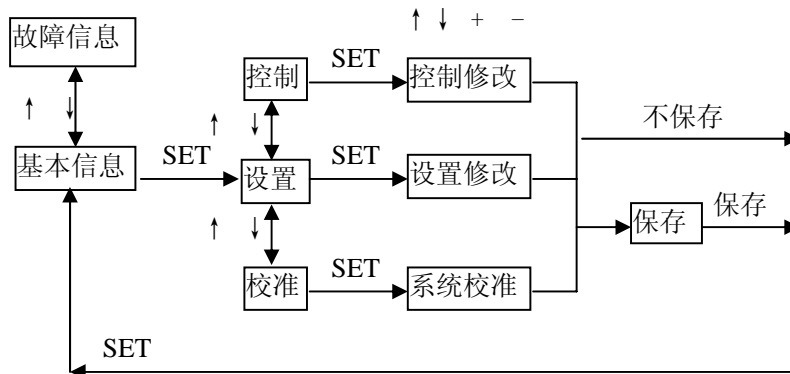 ↑ ↓ + −
故障信息
控制
SET
控制修改
↑ ↓
↑ ↓
不保存
基本信息
SET
设置
SET
设置修改
保存
保存
↑ ↓
SET
校准
系统校准
SET